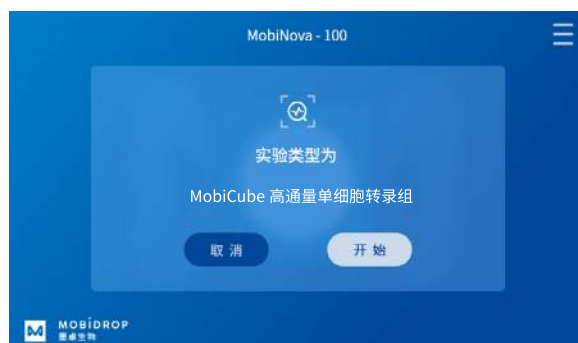 MobiNova - 100
实验类型为
MobiCube 高通量单细胞转录组
取消
开始
MOBIDROP
墨卓生物